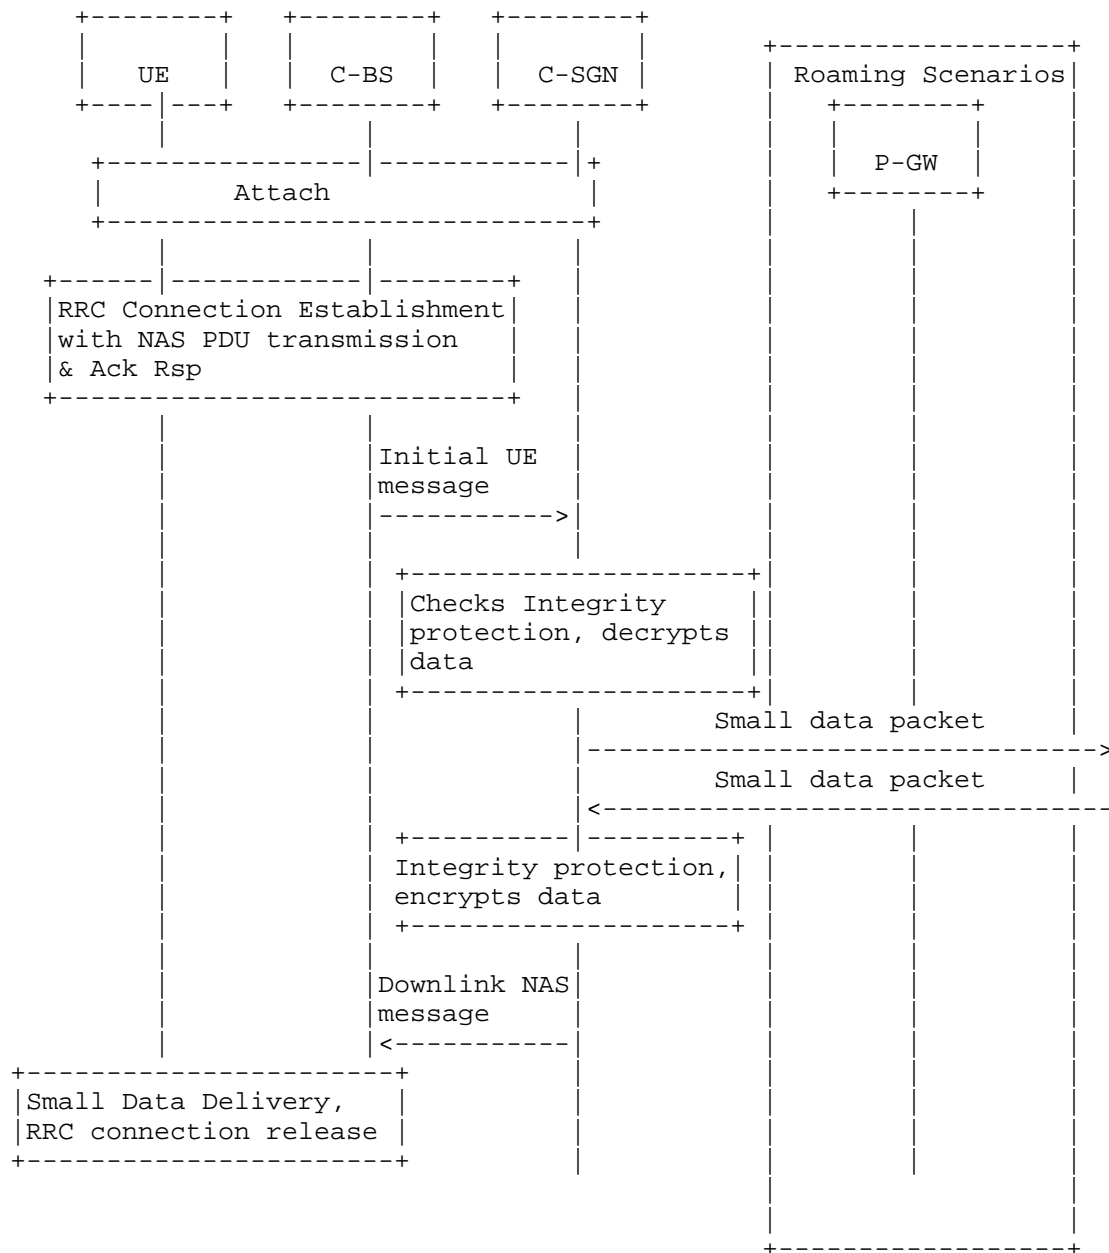 UE
C-BS
C-SGN
Roaming Scenarios
P-GW
Attach
RRC Connection Establishment
with NAS PDU transmission
& Ack Rsp
Initial UE
message
Checks Integrity
protection, decrypts
data
Small data packet
Small data packet
Integrity protection,
encrypts data
Downlink NAS
message
Small Data Delivery,
RRC connection release